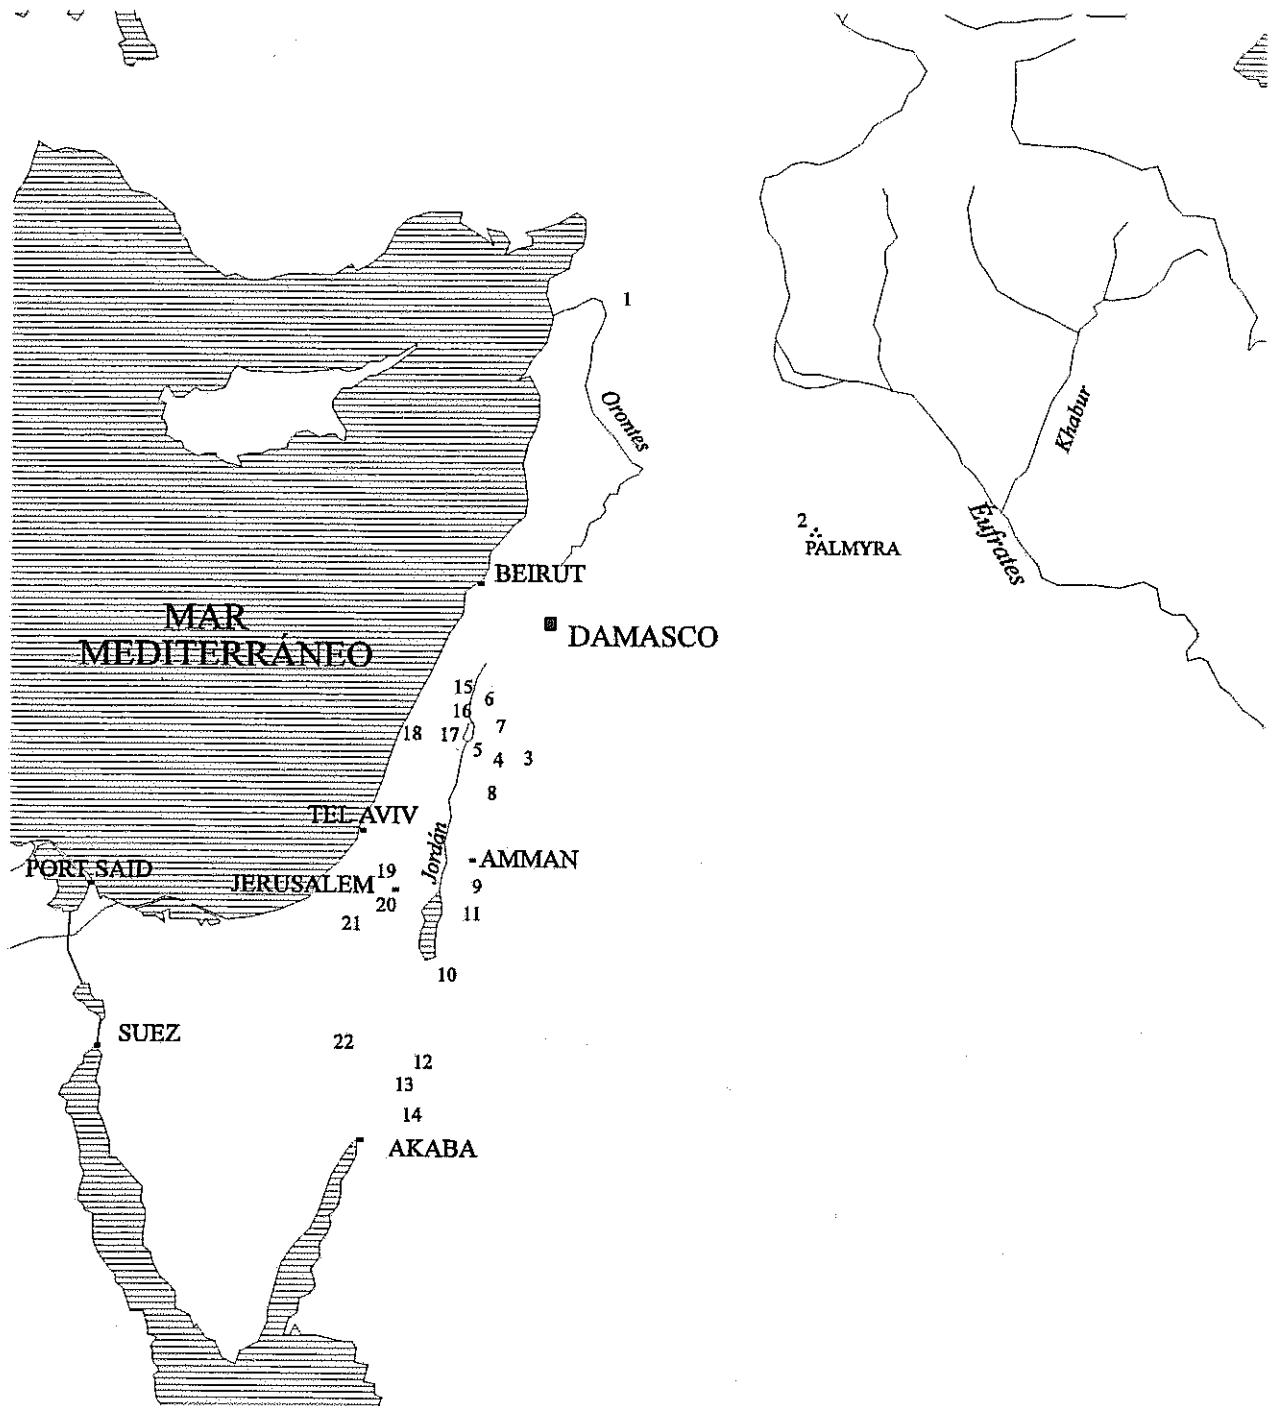 1
Orontes
Khabur
2
PALMYRA
Éufrates
BEIRUT
MAR
MEDITERRÁNEO
DAMASCO
15
6
16
7
18
17
5
4
3
8
TEL AVIV
Jordán
AMMAN
PORT SAID
19
JERUSALEM
9
20
21
11
10
SUEZ
22
12
13
14
AKABA